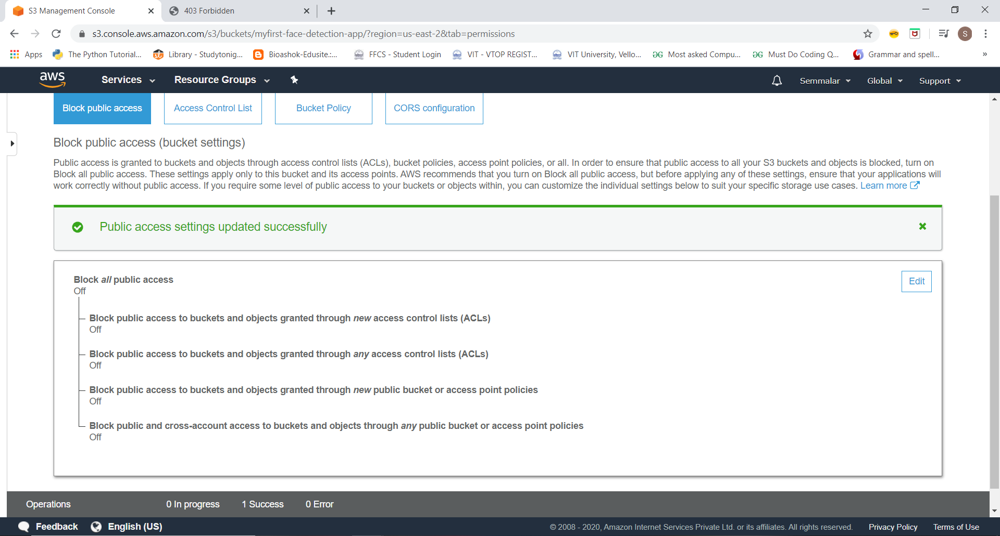 S3 Management Console
403 Forbidden
s3.console.aws.amazon.com/s3/buckets/myfirst-face-detection-app/?region=us-east-2&tab=permissions
S
Apps
The Python Tutorial...
Library - Studytonig...
Bioashok-Edusite:...
FFCS - Student Login
VIT - VTOP REGIST...
VIT University, Vello...
Most asked Compu...
Must Do Coding Q...
Grammar and spell...
»
aws
Services
Resource Groups
Semmalar
Global
Support
Block public access
Access Control List
Bucket Policy
CORS configuration
Block public access (bucket settings)
Public access is granted to buckets and objects through access control lists (ACLs), bucket policies, access point policies, or all. In order to ensure that public access to all your S3 buckets and objects is blocked, turn on
Block all public access. These settings apply only to this bucket and its access points. AWS recommends that you turn on Block all public access, but before applying any of these settings, ensure that your applications will
work correctly without public access. If you require some level of public access to your buckets or objects within, you can customize the individual settings below to suit your specific storage use cases. Learn more
Public access settings updated successfully
Block all public access
Off
Edit
Block public access to buckets and objects granted through new access control lists (ACLs)
Off
Block public access to buckets and objects granted through any access control lists (ACLs)
Off
Block public access to buckets and objects granted through new public bucket or access point policies
Off
Block public and cross-account access to buckets and objects through any public bucket or access point policies
Off
Operations
0 In progress
1 Success
0 Error
Feedback
English (US)
© 2008 - 2020, Amazon Internet Services Private Ltd. or its affiliates. All rights reserved.
Privacy Policy
Terms of Use